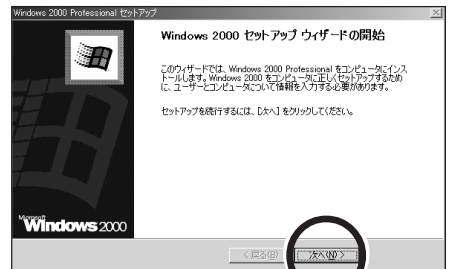 Windows 2000 Professional セットアップ
Windows 2000 セットアップ ウィザードの開始
このウィザードでは、Windows 2000 Professional をコンピュータにインス
トールします。Windows 2000 をコンピュータに正しくセットアップするため
に、ユーザーとコンピュータについて情報を入力する必要があります。
セットアップを続行するには、[次へ] をクリックしてください。
Microsoft
Windows 2000
< 戻る(B)
次へ(N) >